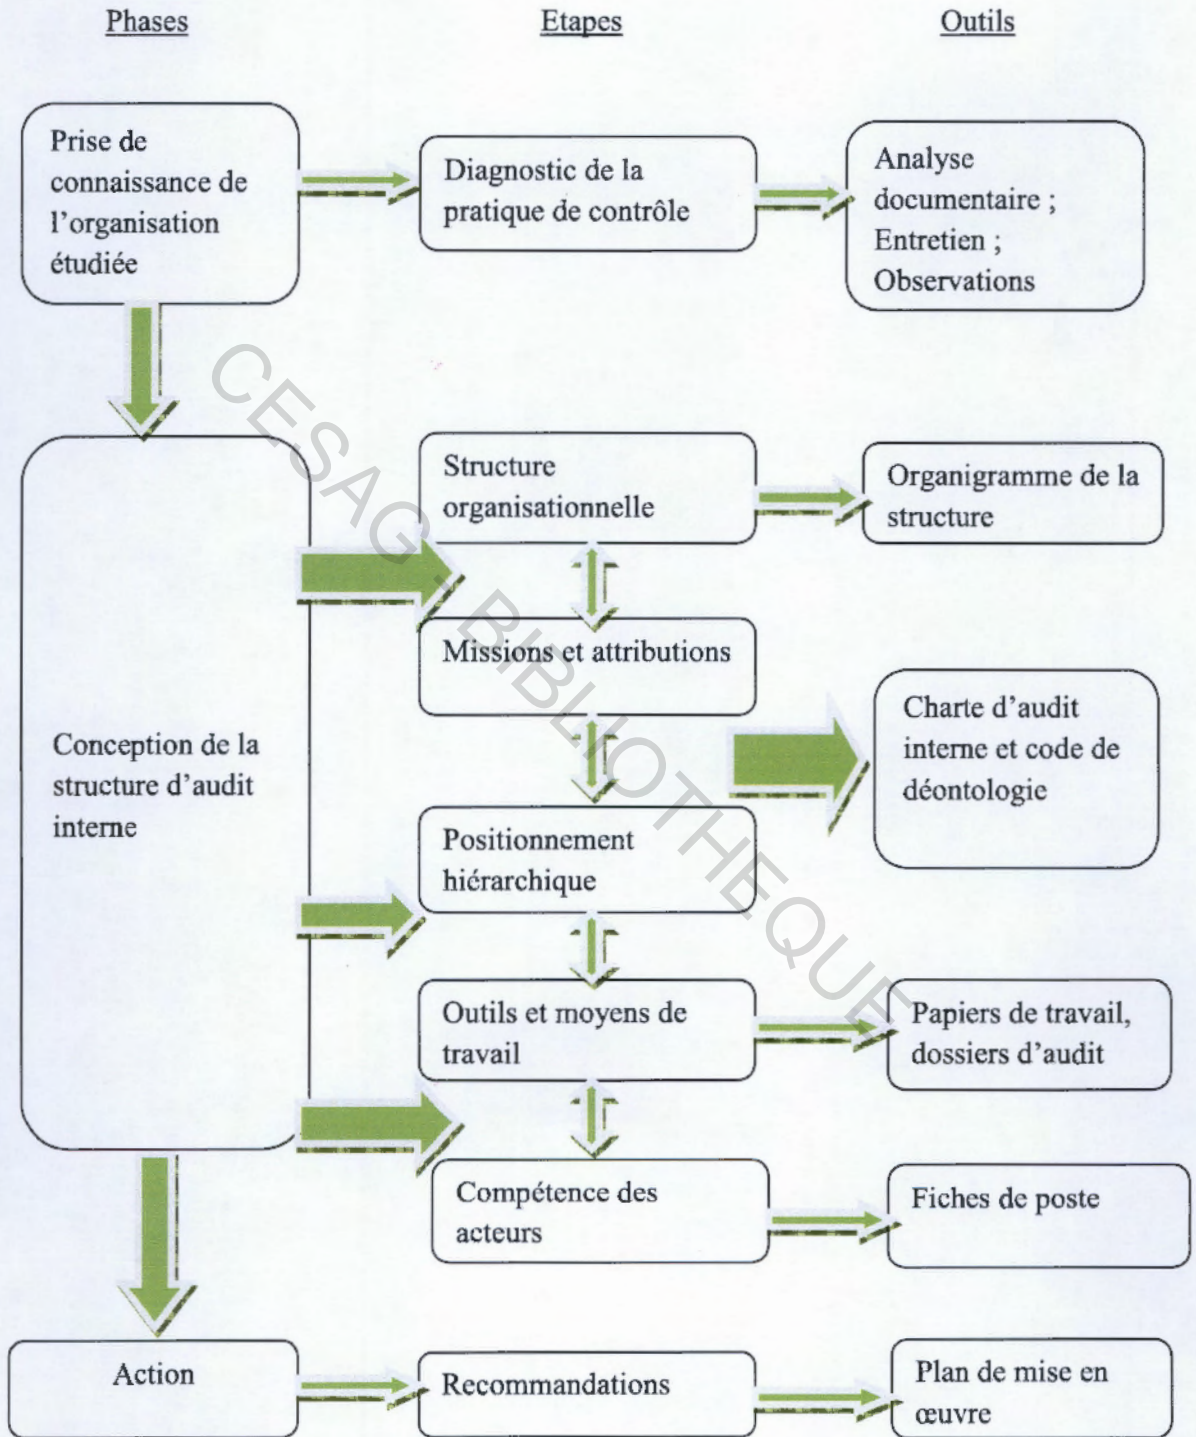 Phases
Etapes
Outils
Prise de
connaissance de
l'organisation
étudiée
Diagnostic de la
pratique de contrôle
Analyse
documentaire ;
Entretien ;
Observations
Conception de la
structure d'audit
interne
Structure
organisationnelle
Organigramme de la
structure
Missions et attributions
Charte d'audit
interne et code de
déontologie
Positionnement
hiérarchique
Outils et moyens de
travail
Papiers de travail,
dossiers d'audit
Compétence des
acteurs
Fiches de poste
Action
Recommandations
Plan de mise en
œuvre
CESAG - BIBLIOTHEQUE